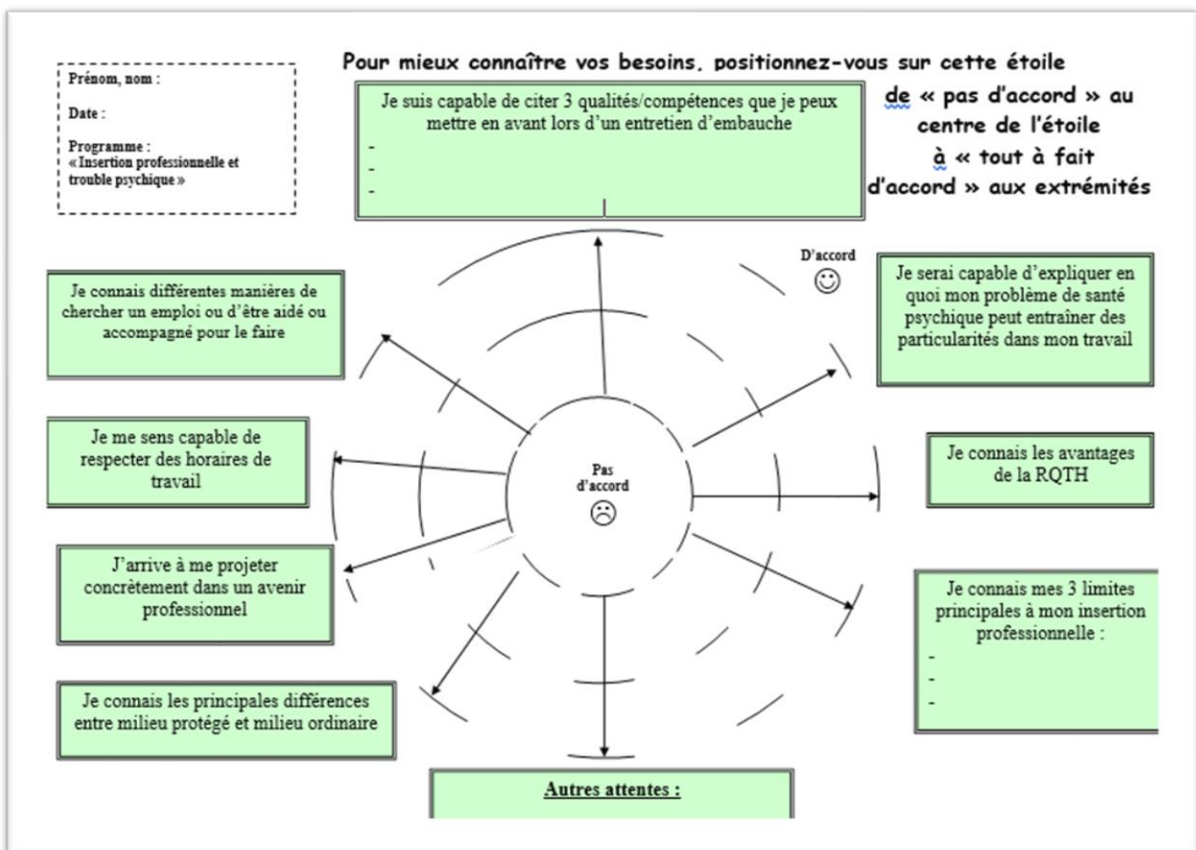 Prénom, nom :
Date :
Programme :
« Insertion professionnelle et
trouble psychique »
Pour mieux connaître vos besoins, positionnez-vous sur cette étoile
de « pas d'accord » au
centre de l'étoile
à « tout à fait
d'accord » aux extrémités
Je suis capable de citer 3 qualités/compétences que je peux
mettre en avant lors d'un entretien d'embauche
-
-
-
D'accord
Je connais différentes manières de
chercher un emploi ou d'être aidé ou
accompagné pour le faire
Je serai capable d'expliquer en
quoi mon problème de santé
psychique peut entraîner des
particularités dans mon travail
Je me sens capable de
respecter des horaires de
travail
Pas
d'accord
Je connais les avantages
de la RQTH
J'arrive à me projeter
concrètement dans un avenir
professionnel
Je connais mes 3 limites
principales à mon insertion
professionnelle :
-
-
-
Je connais les principales différences
entre milieu protégé et milieu ordinaire
Autres attentes :